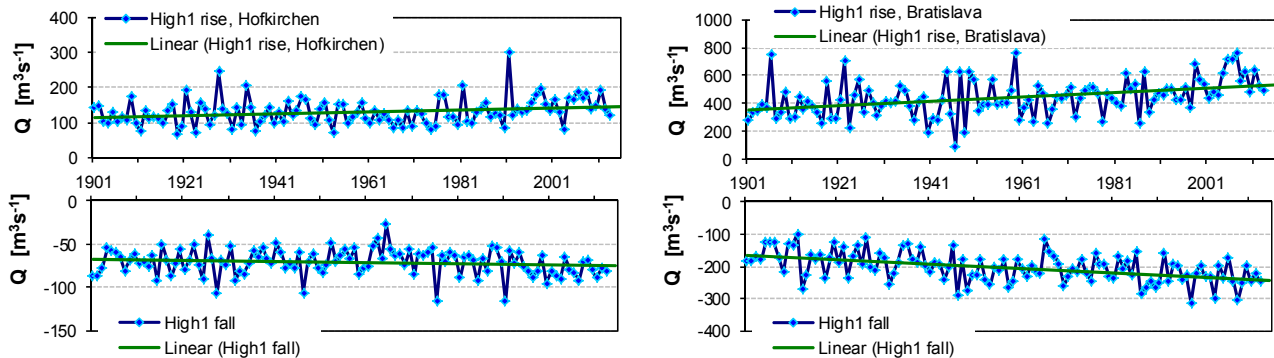 High1 rise, Hofkirchen
Linear (High1 rise, Hofkirchen)
Q [m³s-¹]
400
300
200
100
0
1901 1921 1941 1961 1981 2001
0
-50
-100
-150
Q [m³s-¹]
High1 fall
Linear (High1 fall)
High1 rise, Bratislava
Linear (High1 rise, Bratislava)
Q [m³s-¹]
1000
800
600
400
200
0
1901 1921 1941 1961 1981 2001
0
-100
-200
-300
-400
Q [m³s-¹]
High1 fall
Linear (High1 fall)